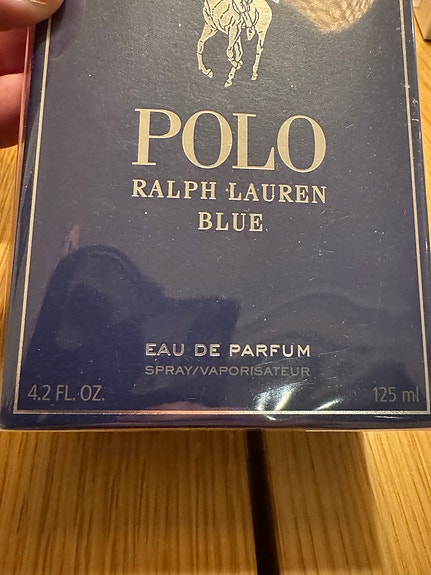 POLO
RALPH LAUREN
BLUE
EAU DE PARFUM
SPRAY/VAPORISATEUR
4.2 FL. OZ. 125 ml